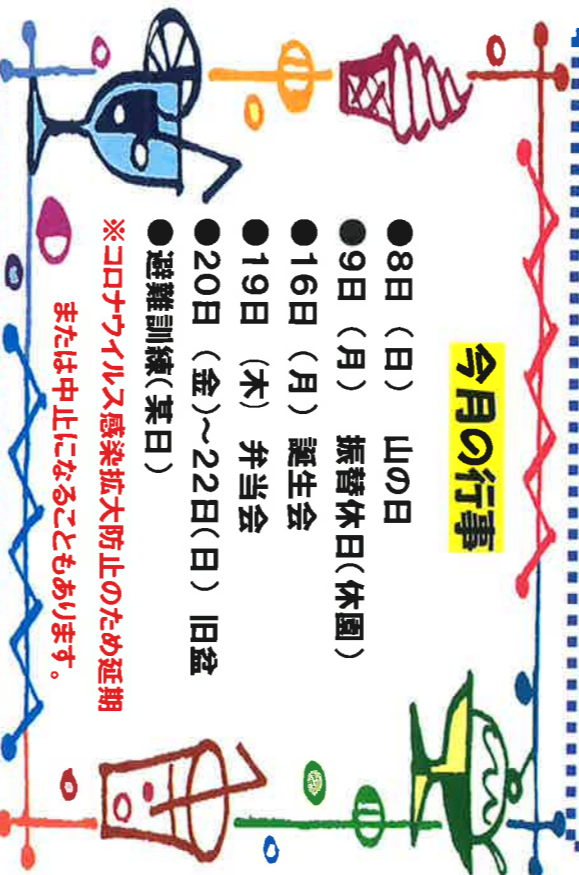 今月の行事
●8日（日） 山の日
●9日（月） 振替休日(休園)
●16日（月）誕生会
●19日（木）弁当会
●20日（金)～22日(日）旧盆
●避難訓練(某日)
※コロナウイルス感染拡大防止のため延期
または中止になることもあります。